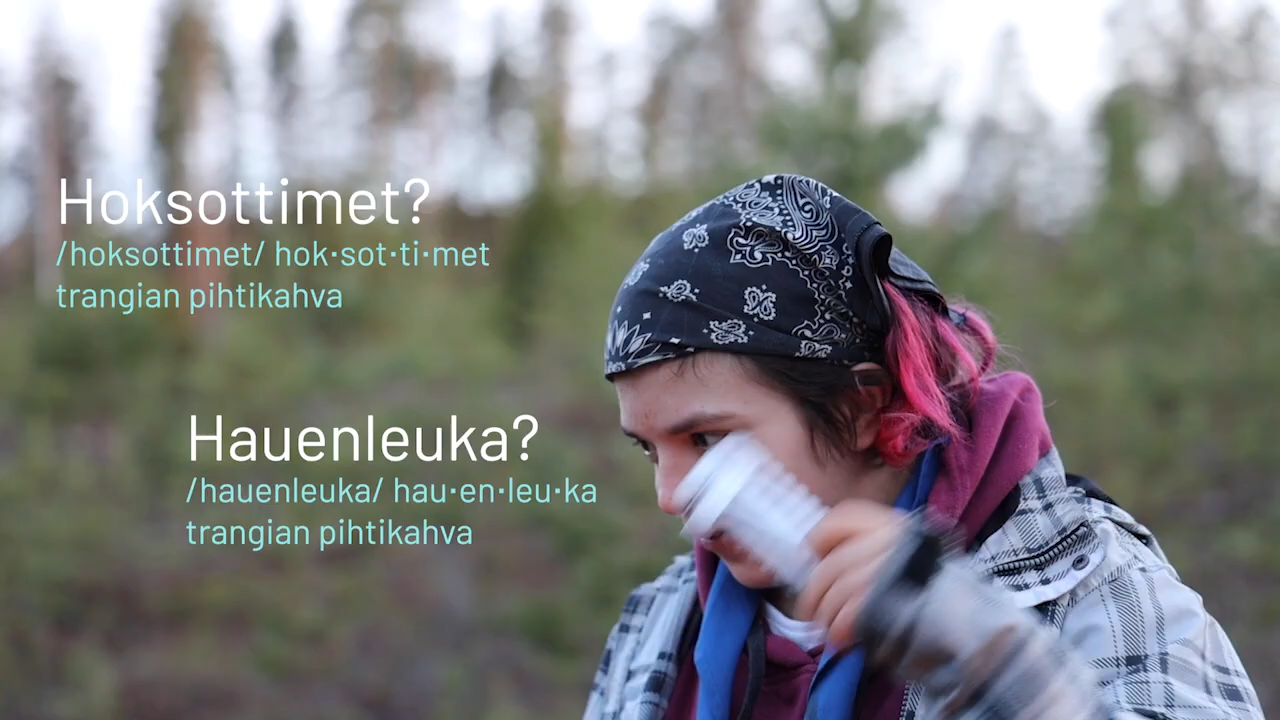 Hoksottimet?
/hoksottimet/ hok·sot·ti·met
trangian pihtikahva
Hauenleuka?
/hauenleuka/ hau·en·leu·ka
trangian pihtikahva